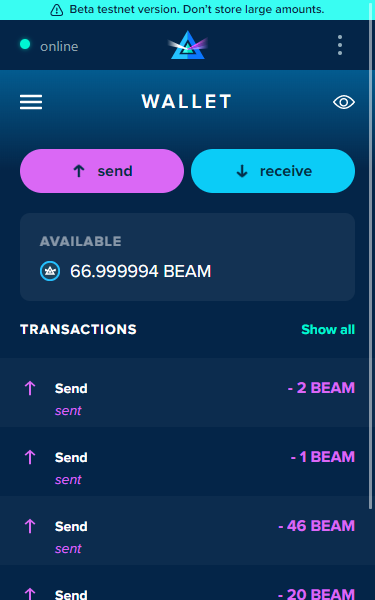 Beta testnet version. Don't store large amounts.
online
WALLET
send
receive
AVAILABLE
66.999994 BEAM
TRANSACTIONS
Show all
Send
- 2 BEAM
sent
Send
- 1 BEAM
sent
Send
- 46 BEAM
sent
Send
- 20 BEAM